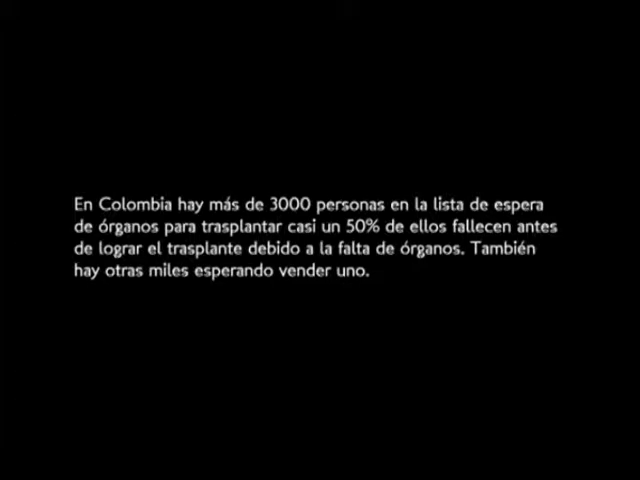 En Colombia hay más de 3000 personas en la lista de espera
de órganos para trasplantar casi un 50% de ellos fallecen antes
de lograr el trasplante debido a la falta de órganos. También
hay otras miles esperando vender uno.